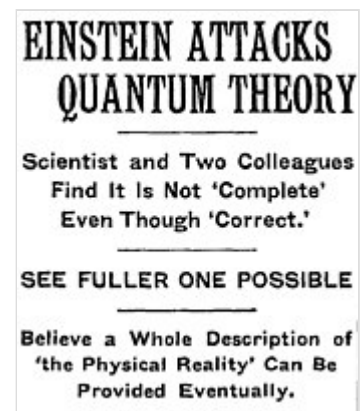 EINSTEIN ATTACKS
QUANTUM THEORY
Scientist and Two Colleagues
Find It Is Not ‘Complete’
Even Though ‘Correct.’
SEE FULLER ONE POSSIBLE
Believe a Whole Description of
‘the Physical Reality’ Can Be
Provided Eventually.